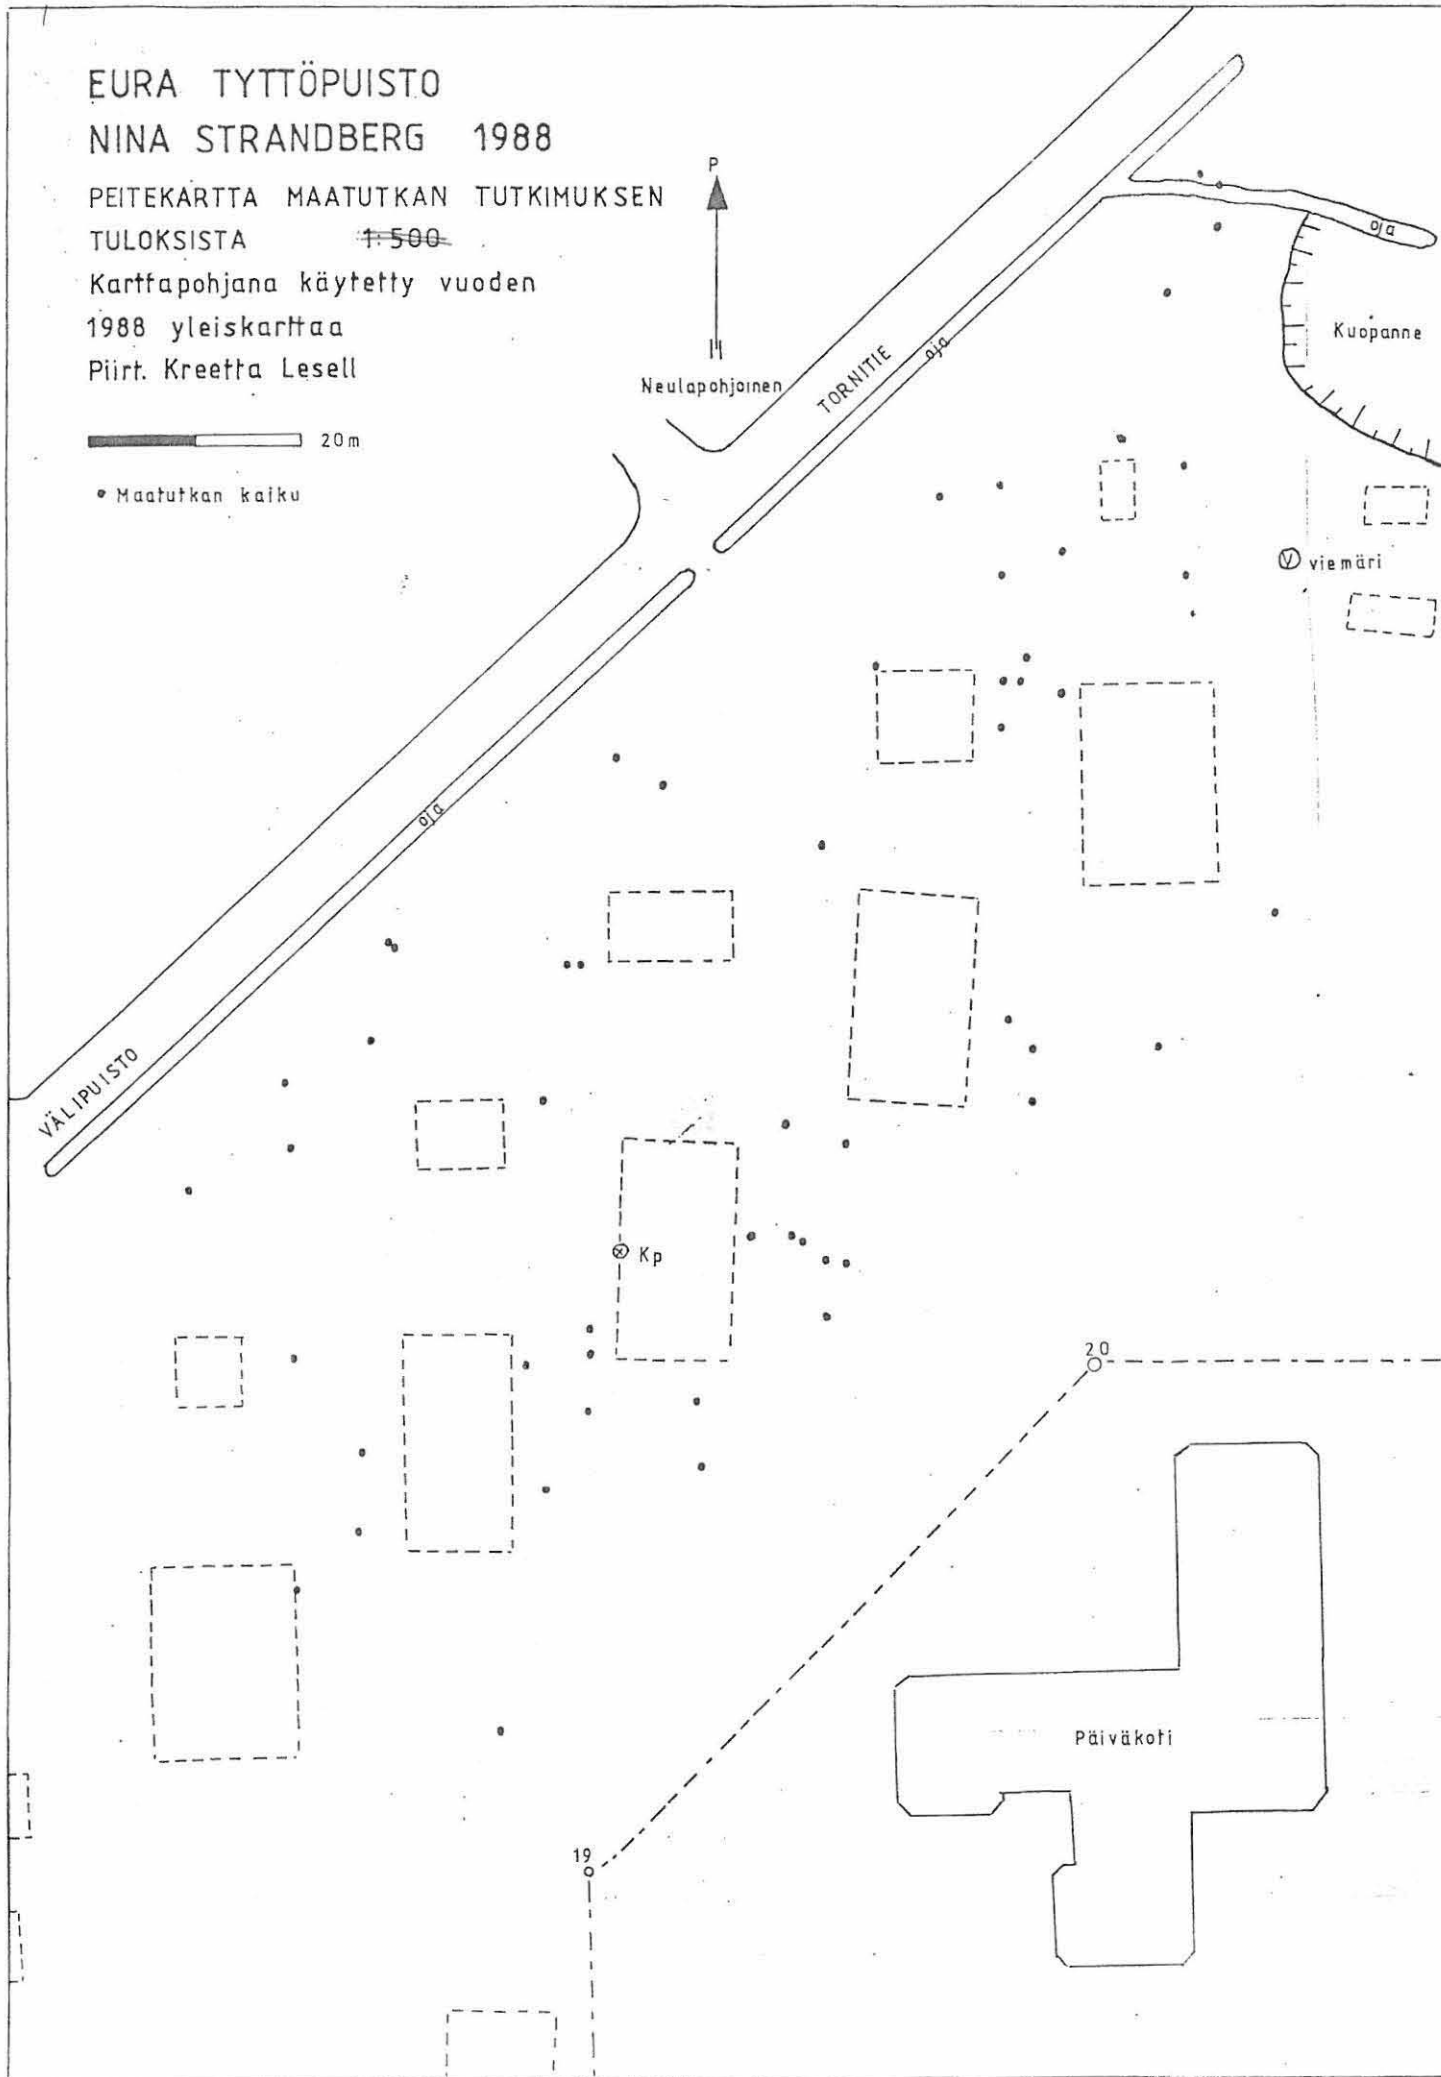 EURA TYTTÖPUISTO
NINA STRANDBERG 1988
PEITEKARTTA MAATUTKAN TUTKIMUKSEN
TULOKSISTA 1:500
Karttapohjana käytetty vuoden
1988 yleiskarttaa
Piirt. Kreetta Lesell
20m
Maatutkan kaiku
P
Neulapohjoinen
TORNITIE
oja
oja
Kuopanne
V viemäri
oja
VÄLIPUISTO
Kp
20
Päiväkoti
19